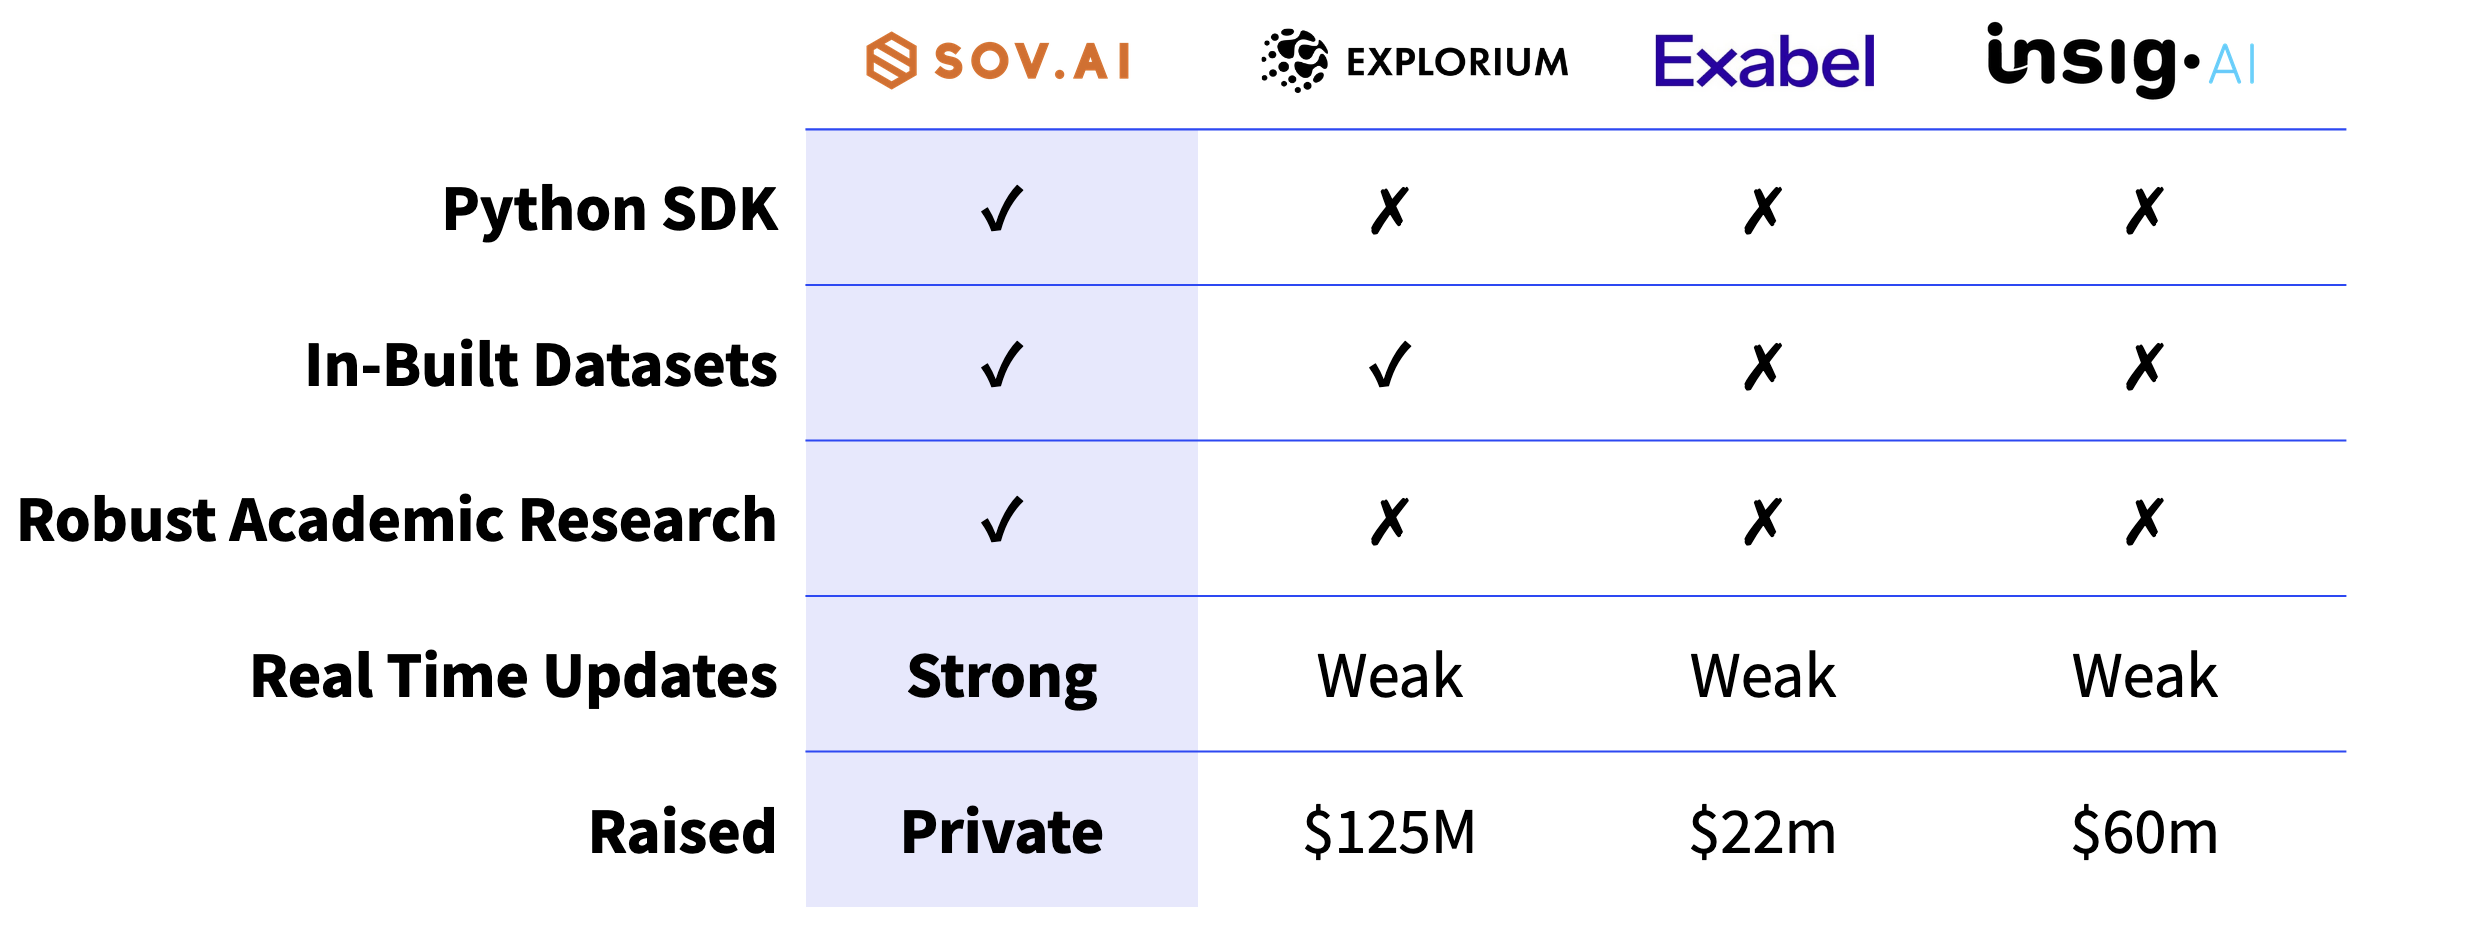 SOV.AI EXPLORIUM Exabel insig.AI
Python SDK ✓ ✗ ✗ ✗
In-Built Datasets ✓ ✓ ✗ ✗
Robust Academic Research ✓ ✗ ✗ ✗
Real Time Updates Strong Weak Weak Weak
Raised Private $125M $22m $60m